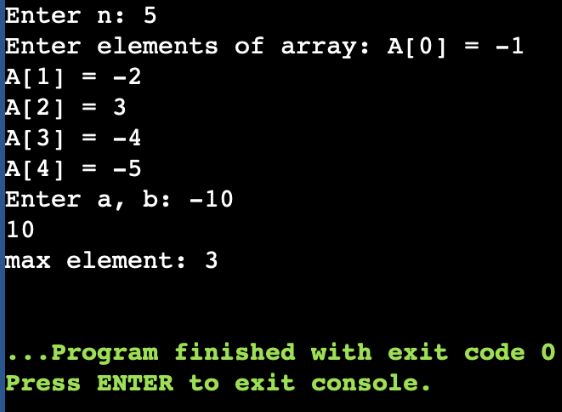 Enter n: 5
Enter elements of array: A[0] = -1
A[1] = -2
A[2] = 3
A[3] = -4
A[4] = -5
Enter a, b: -10
10
max element: 3
...Program finished with exit code 0
Press ENTER to exit console.